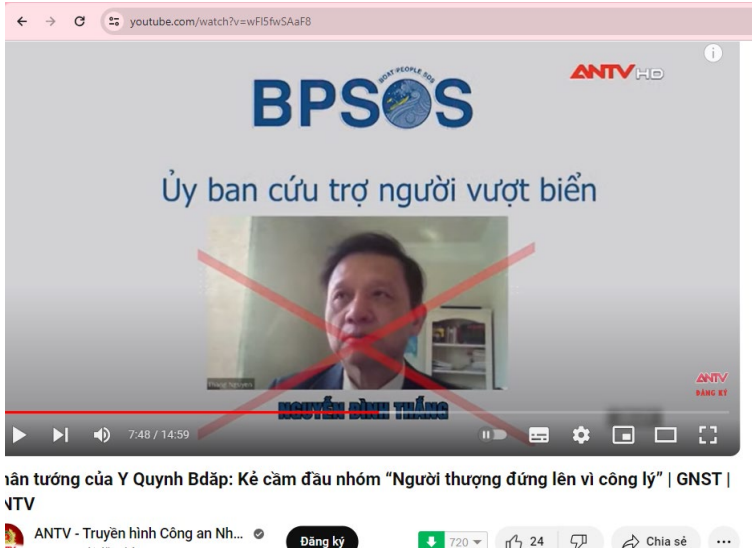 youtube.com/watch?v=wFI5fwSAaF8
BOAT PEOPLE SOS
BPSOS
ANTV HD
Ủy ban cứu trợ người vượt biển
Thang Nguyen
NGUYỄN ĐÌNH THẮNG
ANTV
ĐĂNG KÝ
7:48 / 14:59
hân tướng của Y Quynh Bdăp: Kẻ cầm đầu nhóm “Người thượng đứng lên vì công lý” | GNST |
NTV
ANTV - Truyền hình Công an Nh...
Đăng ký
720
24
Chia sẻ